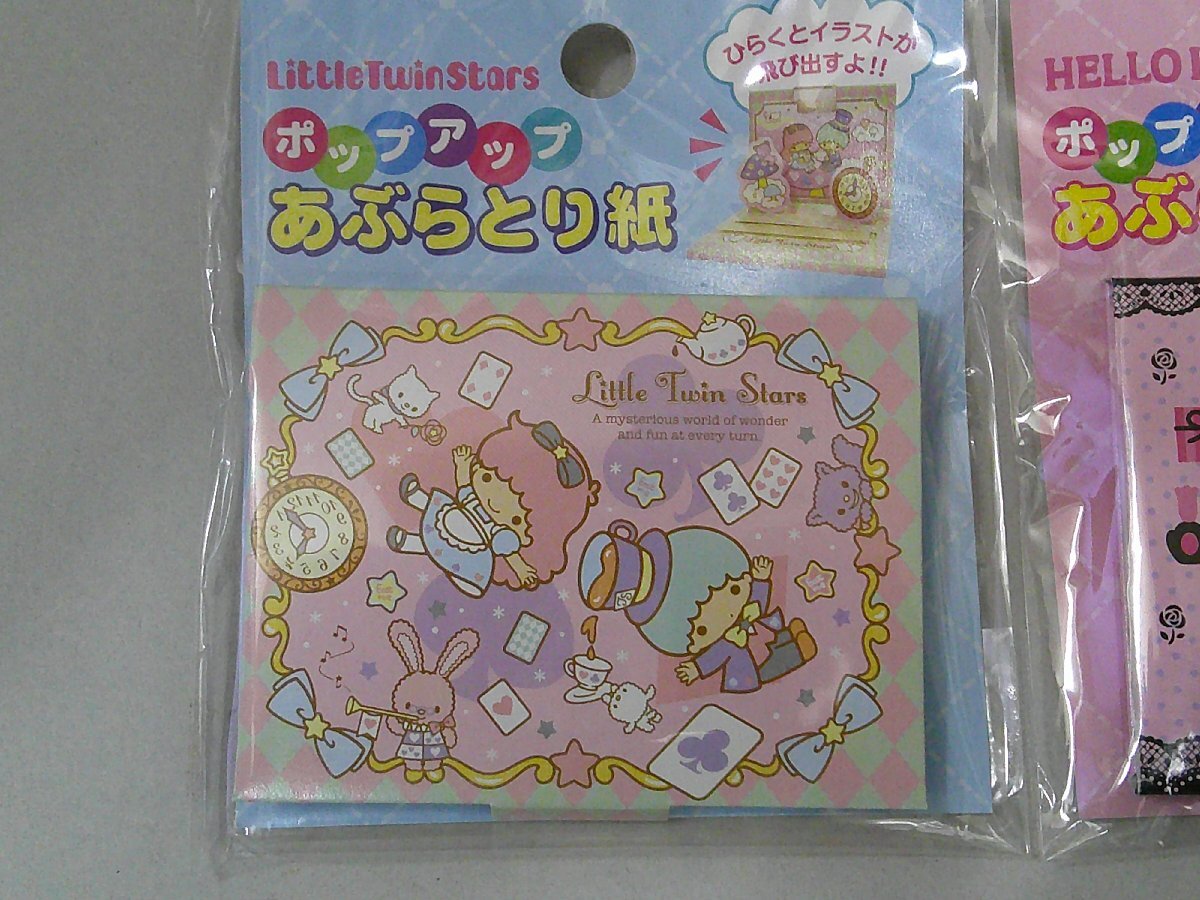 LittleTwinStars
ポップアップ
あぶらとり紙
ひらくとイラストが
飛び出すよ!!
Little Twin Stars
A mysterious world of wonder
and fun at every turn
HELLO
ポップ
あぶ